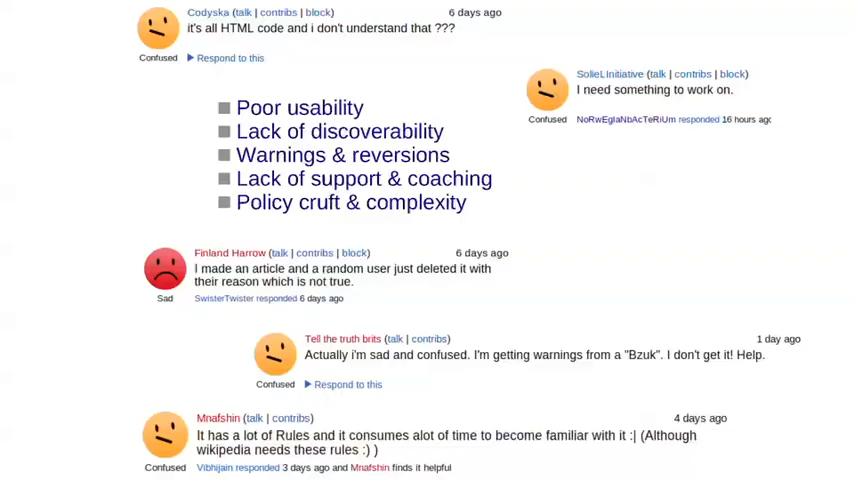 Codyska (talk | contribs | block) 6 days ago
it's all HTML code and i don't understand that ???
Confused
Respond to this
SolieLInitiative (talk | contribs | block)
I need something to work on.
Confused
NoRwEgIaNbAcTeRiUm responded 16 hours
Poor usability
Lack of discoverability
Warnings & reversions
Lack of support & coaching
Policy cruft & complexity
Finland Harrow (talk | contribs | block) 6 days ago
I made an article and a random user just deleted it with
their reason which is not true.
Sad
SwisterTwister responded 6 days ago
Tell the truth brits (talk | contribs) 1 day ago
Actually i'm sad and confused. I'm getting warnings from a "Bzuk". I don't get it! Help.
Confused
Respond to this
Mnafshin (talk | contribs) 4 days ago
It has a lot of Rules and it consumes alot of time to become familiar with it :| (Although
wikipedia needs these rules :) )
Confused
Vibhijain responded 3 days ago and Mnafshin finds it helpful